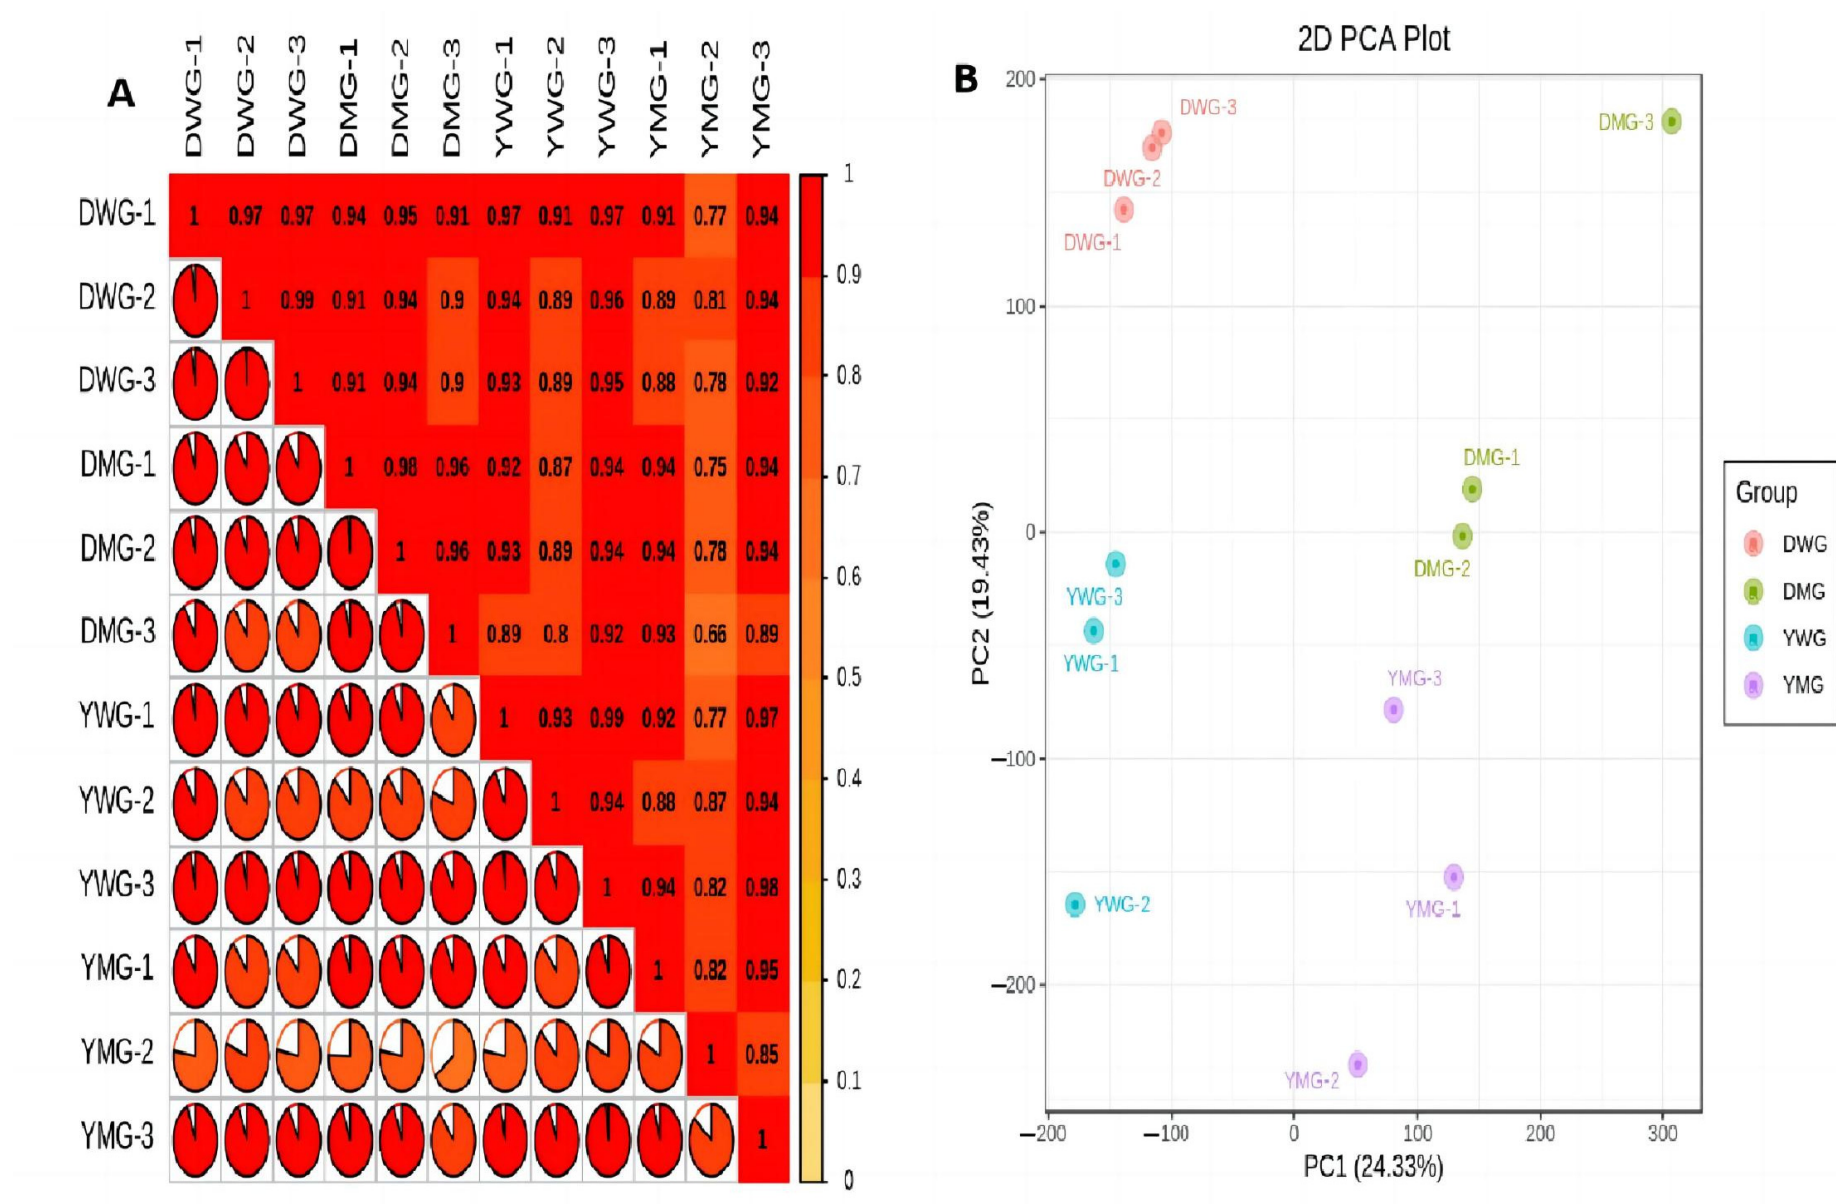 A
DWG-1 DWG-2 DWG-3 DMG-1 DMG-2 DMG-3 YWG-1 YWG-2 YWG-3 YMG-1 YMG-2 YMG-3
DWG-1 1 0.97 0.97 0.94 0.95 0.91 0.97 0.91 0.97 0.91 0.77 0.94
DWG-2 1 0.99 0.91 0.94 0.9 0.94 0.89 0.96 0.89 0.81 0.94
DWG-3 1 0.91 0.94 0.9 0.93 0.89 0.95 0.88 0.78 0.92
DMG-1 1 0.98 0.96 0.92 0.87 0.94 0.94 0.75 0.94
DMG-2 1 0.96 0.93 0.89 0.94 0.94 0.78 0.94
DMG-3 1 0.89 0.8 0.92 0.93 0.66 0.89
YWG-1 1 0.93 0.99 0.92 0.77 0.97
YWG-2 1 0.94 0.88 0.87 0.94
YWG-3 1 0.94 0.82 0.98
YMG-1 1 0.82 0.95
YMG-2 1 0.85
YMG-3 1
1
0.9
0.8
0.7
0.6
0.5
0.4
0.3
0.2
0.1
0
B
2D PCA Plot
200
100
0
−100
−200
PC2 (19.43%)
DWG-3
DWG-2
DWG-1
DMG-3
DMG-1
DMG-2
YWG-3
YWG-1
YMG-3
YWG-2
YMG-1
YMG-2
−200 −100 0 100 200 300
PC1 (24.33%)
Group
DWG
DMG
YWG
YMG